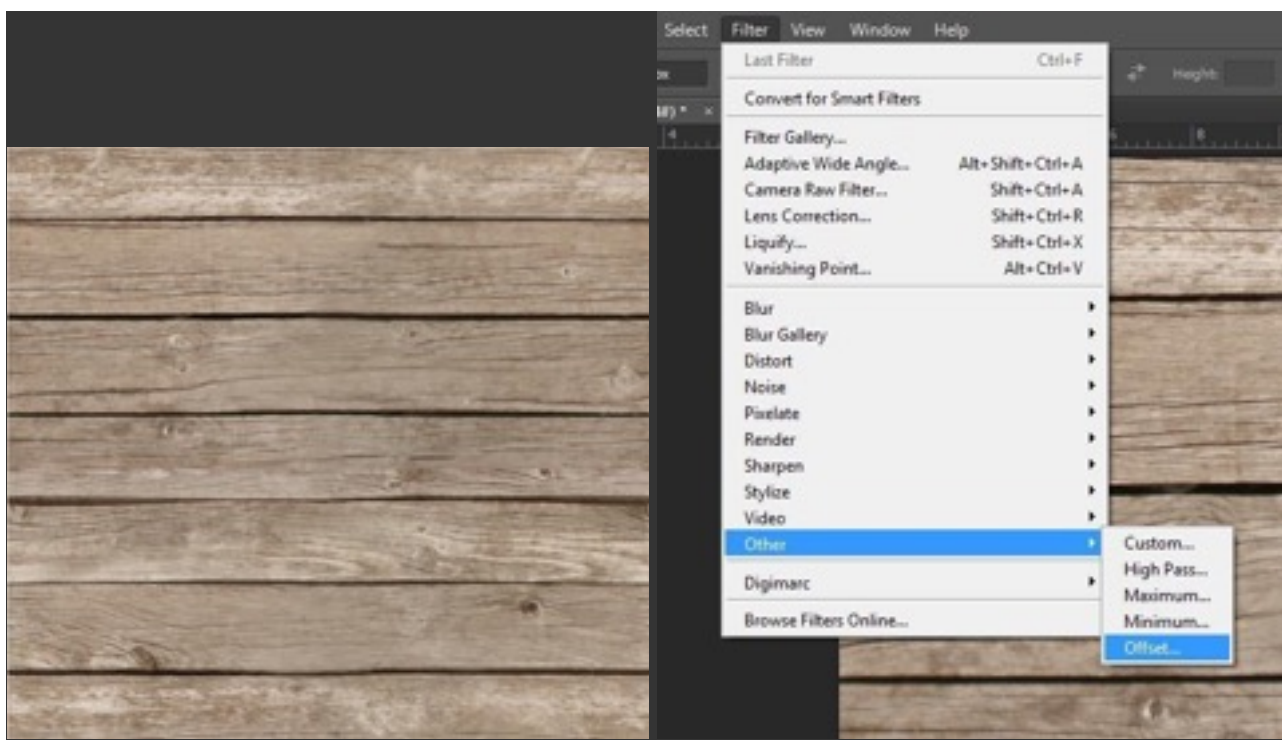 Select Filter View Window Help
Last Filter Ctrl+F
Height:
Convert for Smart Filters
Filter Gallery...
4 6 8
Adaptive Wide Angle... Alt+Shift+Ctrl+A
Camera Raw Filter... Shift+Ctrl+A
Lens Correction... Shift+Ctrl+R
Liquify... Shift+Ctrl+X
Vanishing Point... Alt+Ctrl+V
Blur
Blur Gallery
Distort
Noise
Pixelate
Render
Sharpen
Stylize
Video
Other
Custom...
High Pass...
Digimarc
Maximum...
Browse Filters Online...
Minimum...
Offset...